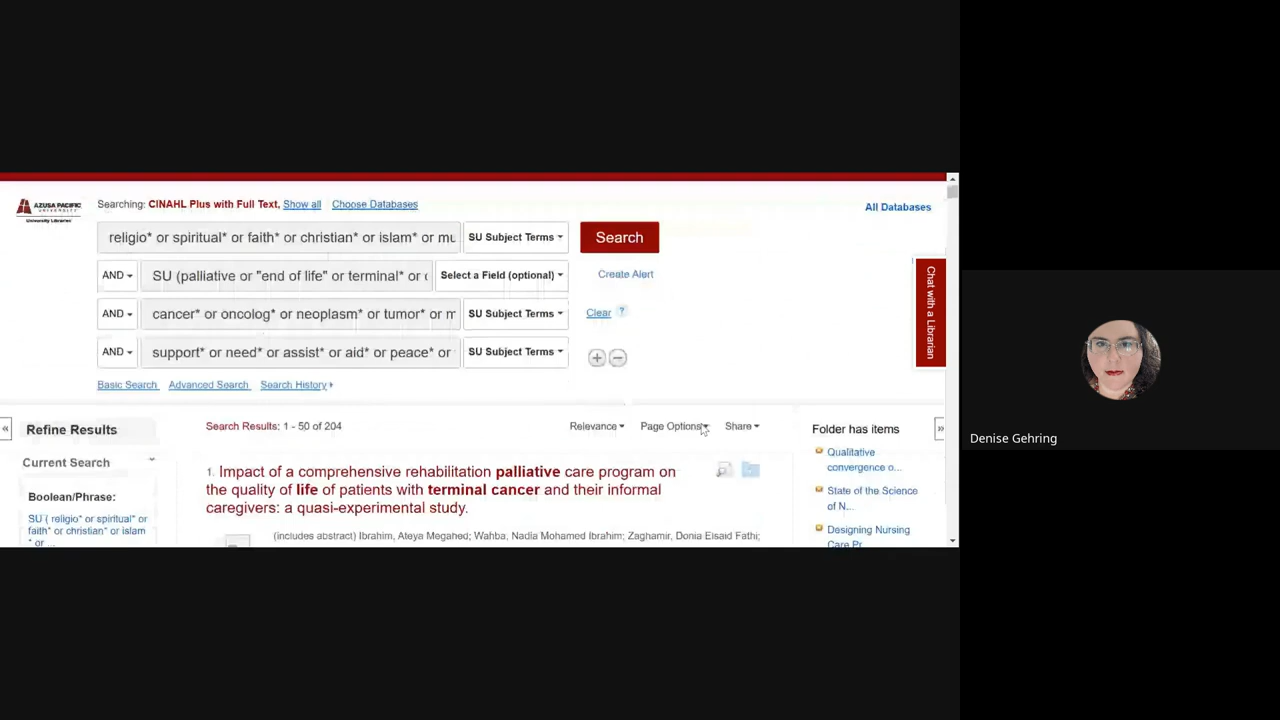 AZUSA PACIFIC
UNIVERSITY
University Libraries
Searching: CINAHL Plus with Full Text, Show all Choose Databases
All Databases
religio* or spiritual* or faith* or christian* or islam* or mu
SU Subject Terms
Search
AND
SU (palliative or "end of life" or terminal* or
Select a Field (optional)
Create Alert
AND
cancer* or oncolog* or neoplasm* or tumor* or m
SU Subject Terms
Clear ?
AND
support* or need* or assist* or aid* or peace* or
SU Subject Terms
+ −
Chat with a Librarian
Basic Search Advanced Search Search History
«
Refine Results
Search Results: 1 - 50 of 204
Relevance Page Options Share
Folder has items
»
Current Search
Boolean/Phrase:
SU ( religio* or spiritual* or
faith* or christian* or islam
* or ...
1. Impact of a comprehensive rehabilitation palliative care program on
the quality of life of patients with terminal cancer and their informal
caregivers: a quasi-experimental study.
(includes abstract) Ibrahim, Ateya Megahed; Wahba, Nadia Mohamed Ibrahim; Zaghamir, Donia Elsaid Fathi;
Qualitative
convergence o...
State of the Science
of N...
Designing Nursing
Care Pr...
Denise Gehring